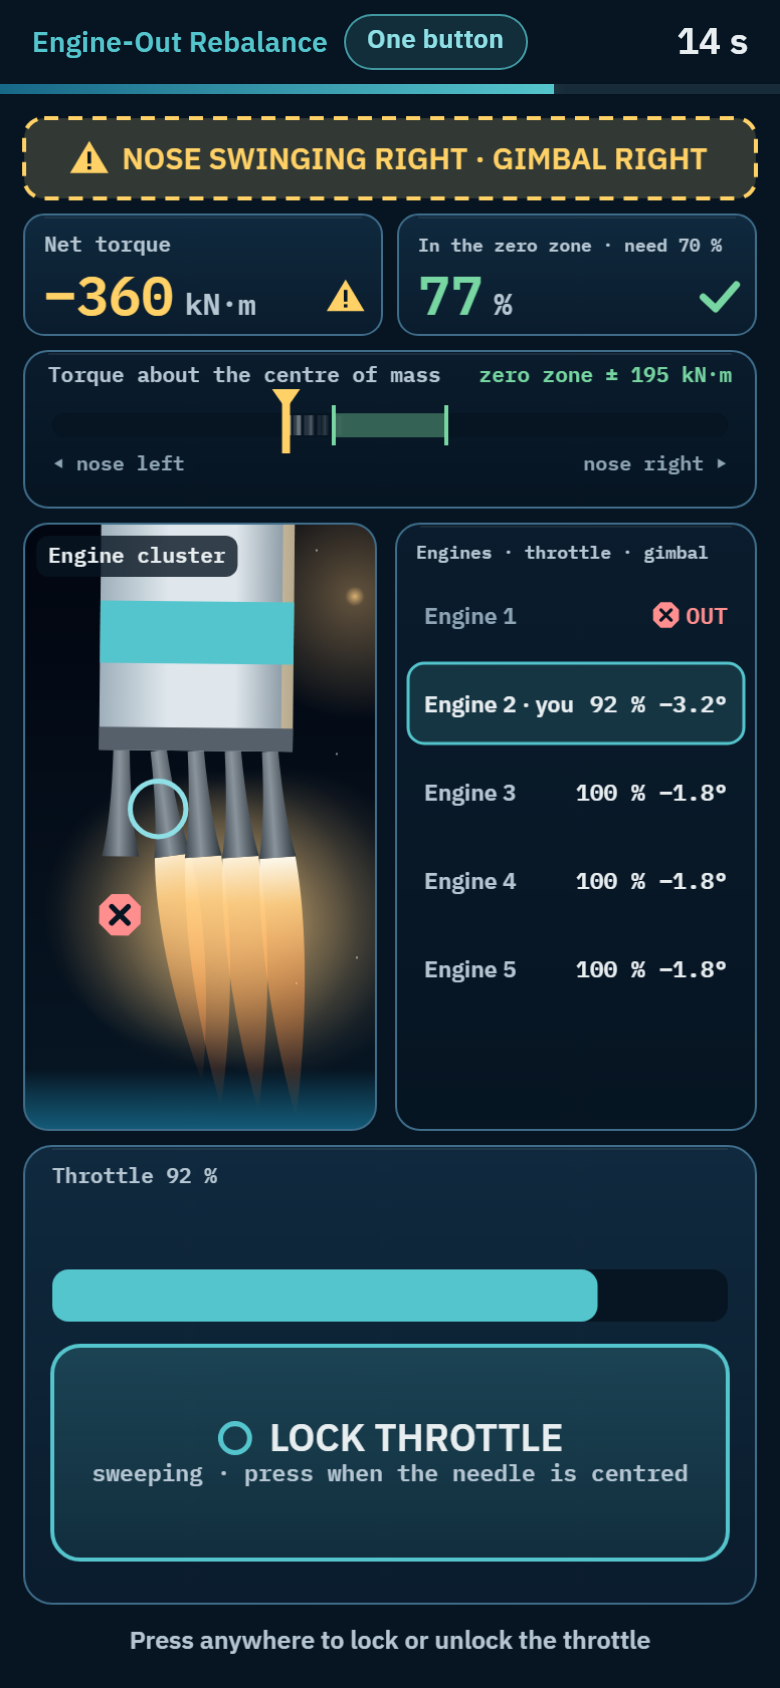 Engine-Out Rebalance One button 14 s
NOSE SWINGING RIGHT · GIMBAL RIGHT
Net torque
−360 kN·m
In the zero zone · need 70 %
77 %
Torque about the centre of mass zero zone ± 195 kN·m
◂ nose left nose right ▸
Engine cluster
Engines · throttle · gimbal
Engine 1 OUT
Engine 2 · you 92 % −3.2°
Engine 3 100 % −1.8°
Engine 4 100 % −1.8°
Engine 5 100 % −1.8°
Throttle 92 %
LOCK THROTTLE
sweeping · press when the needle is centred
Press anywhere to lock or unlock the throttle